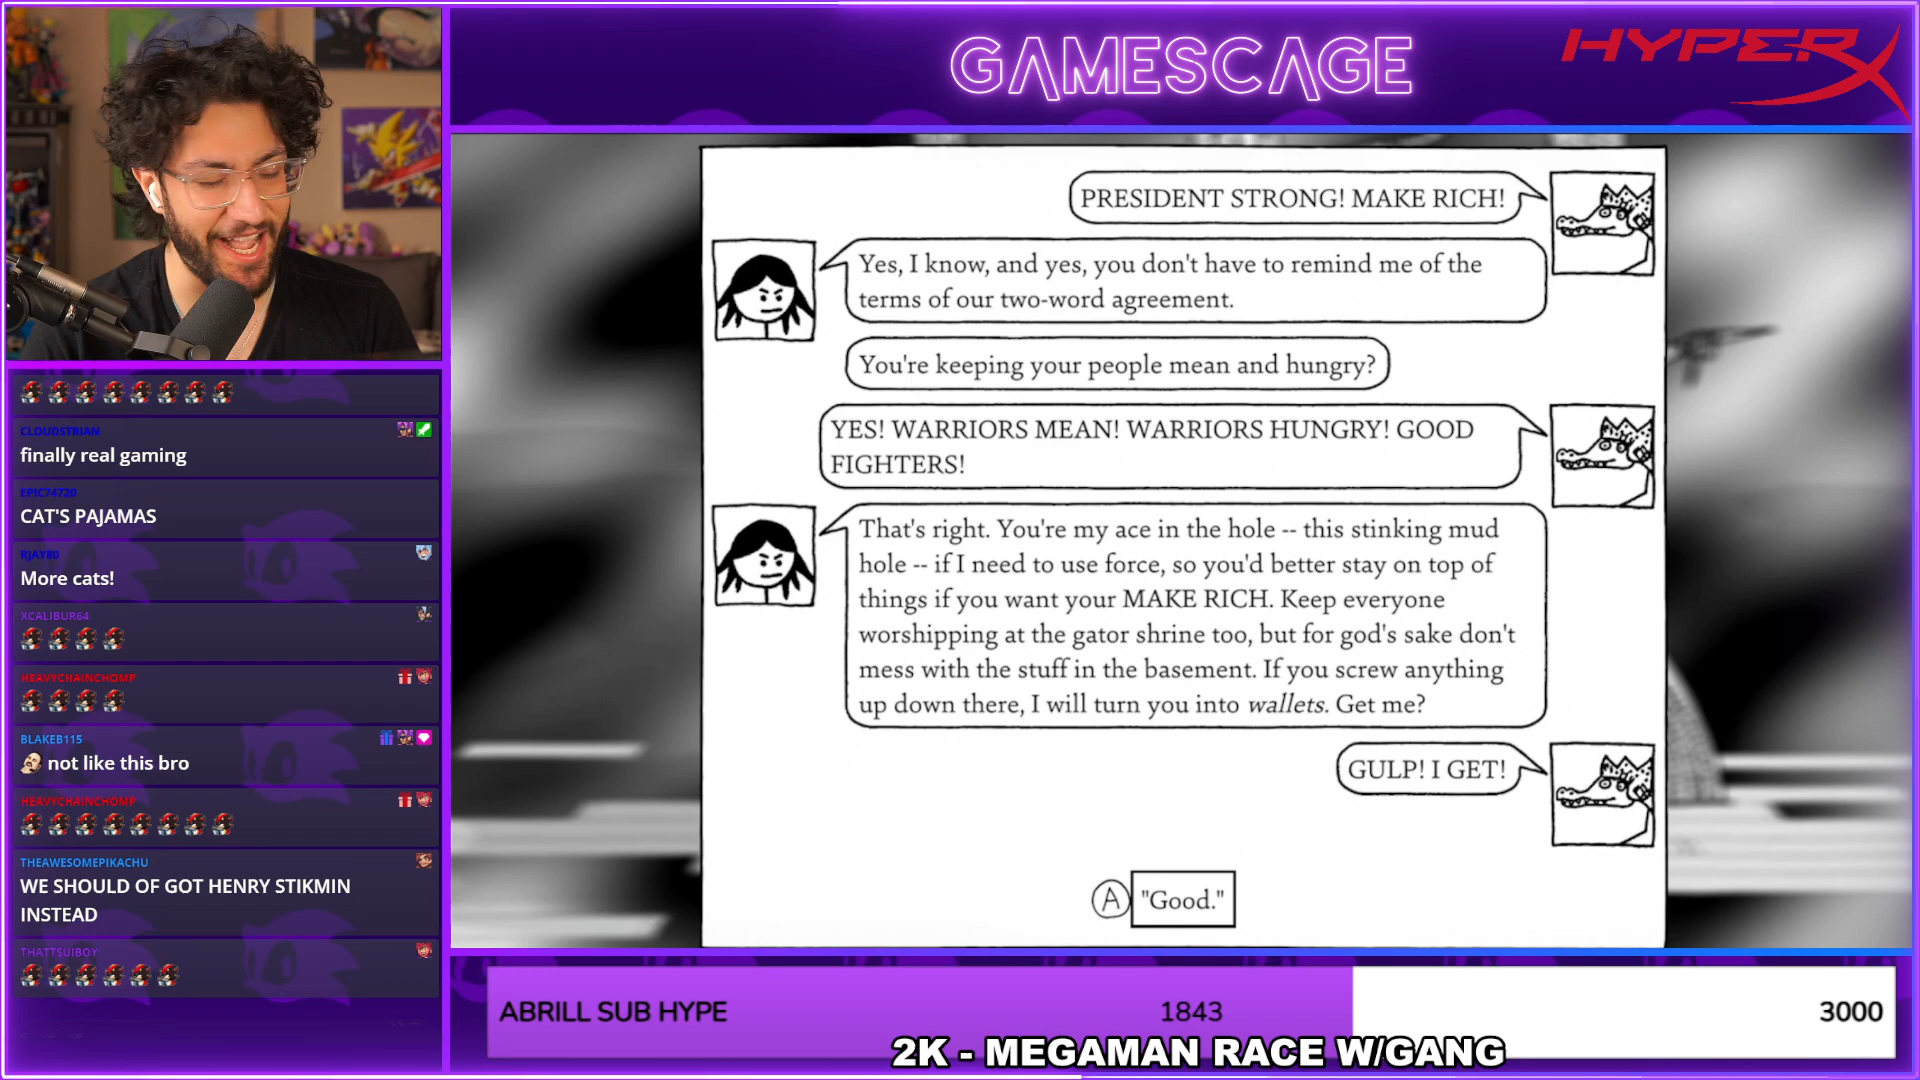 GAMESCAGE
HYPERX
PRESIDENT STRONG! MAKE RICH!
Yes, I know, and yes, you don't have to remind me of the
terms of our two-word agreement.
You're keeping your people mean and hungry?
YES! WARRIORS MEAN! WARRIORS HUNGRY! GOOD
FIGHTERS!
That's right. You're my ace in the hole -- this stinking mud
hole -- if I need to use force, so you'd better stay on top of
things if you want your MAKE RICH. Keep everyone
worshipping at the gator shrine too, but for god's sake don't
mess with the stuff in the basement. If you screw anything
up down there, I will turn you into wallets. Get me?
GULP! I GET!
A "Good."
CLOUDSTRIAN
finally real gaming
EPIC74720
CAT'S PAJAMAS
RJAY80
More cats!
XCALIBUR64
HEAVYCHAINCHOMP
BLAKEB115
not like this bro
HEAVYCHAINCHOMP
THEAWESOMEPIKACHU
WE SHOULD OF GOT HENRY STIKMIN
INSTEAD
THATTSUIBOY
ABRILL SUB HYPE 1843 3000
2K - MEGAMAN RACE W/GANG